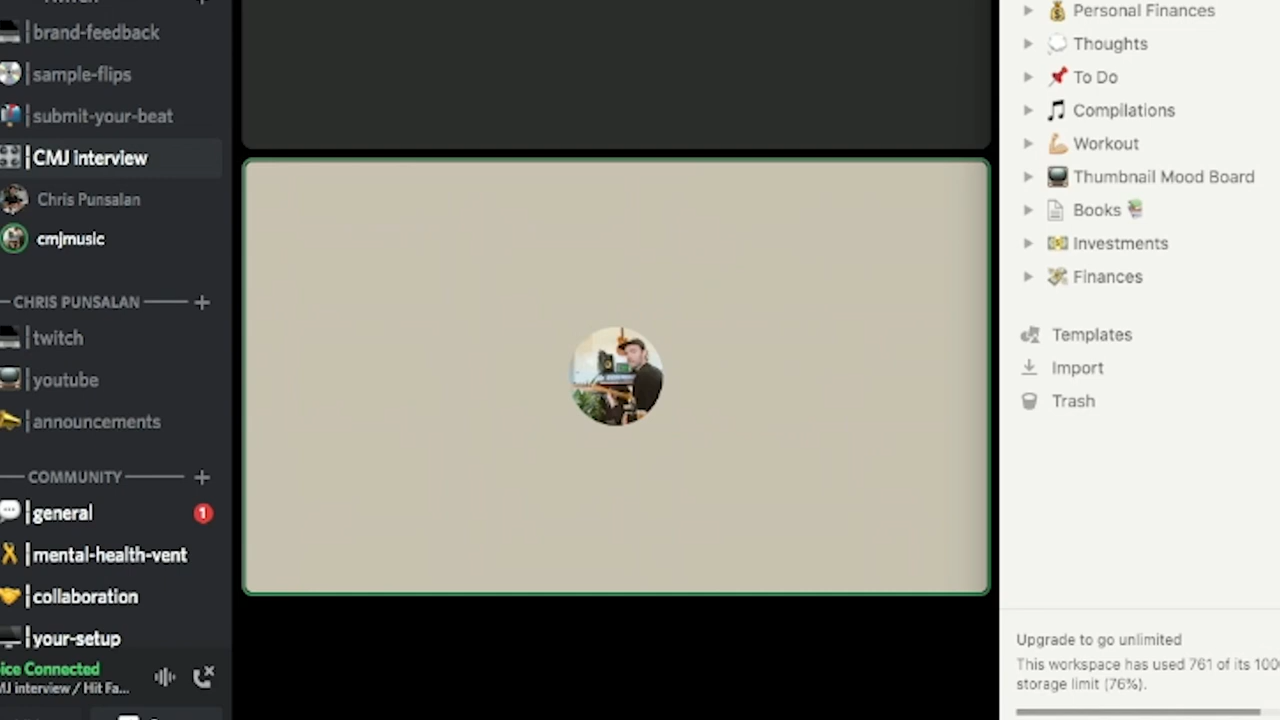 brand-feedback
sample-flips
submit-your-beat
CMJ interview
Chris Punsalan
cmjmusic
CHRIS PUNSALAN
twitch
youtube
announcements
COMMUNITY
general
1
mental-health-vent
collaboration
your-setup
ice Connected
MJ interview / Hit Fa...
Personal Finances
Thoughts
To Do
Compilations
Workout
Thumbnail Mood Board
Books
Investments
Finances
Templates
Import
Trash
Upgrade to go unlimited
This workspace has used 761 of its 100
storage limit (76%).